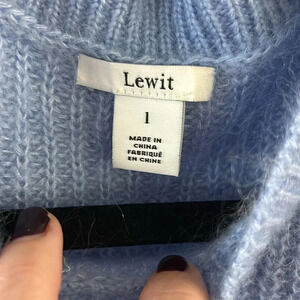 Lewit
1
MADE IN
CHINA
FABRIQUÉ
EN CHINE